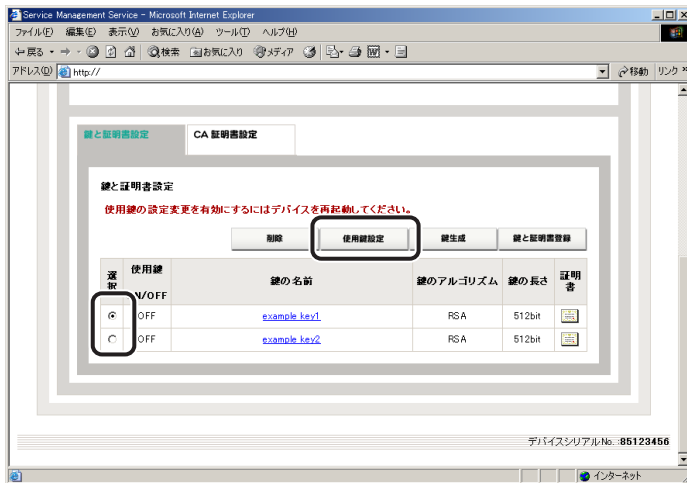 Service Management Service - Microsoft Internet Explorer
ファイル(F) 編集(E) 表示(V) お気に入り(A) ツール(T) ヘルプ(H)
戻る 検索 お気に入り メディア
アドレス(D) http:// 移動 リンク »
鍵と証明書設定 CA 証明書設定
鍵と証明書設定
使用鍵の設定変更を有効にするにはデバイスを再起動してください。
削除 使用鍵設定 鍵生成 鍵と証明書登録
選択 使用鍵 ON/OFF 鍵の名前 鍵のアルゴリズム 鍵の長さ 証明書
OFF example key1 RSA 512bit
OFF example key2 RSA 512bit
デバイスシリアルNo. :85123456
インターネット